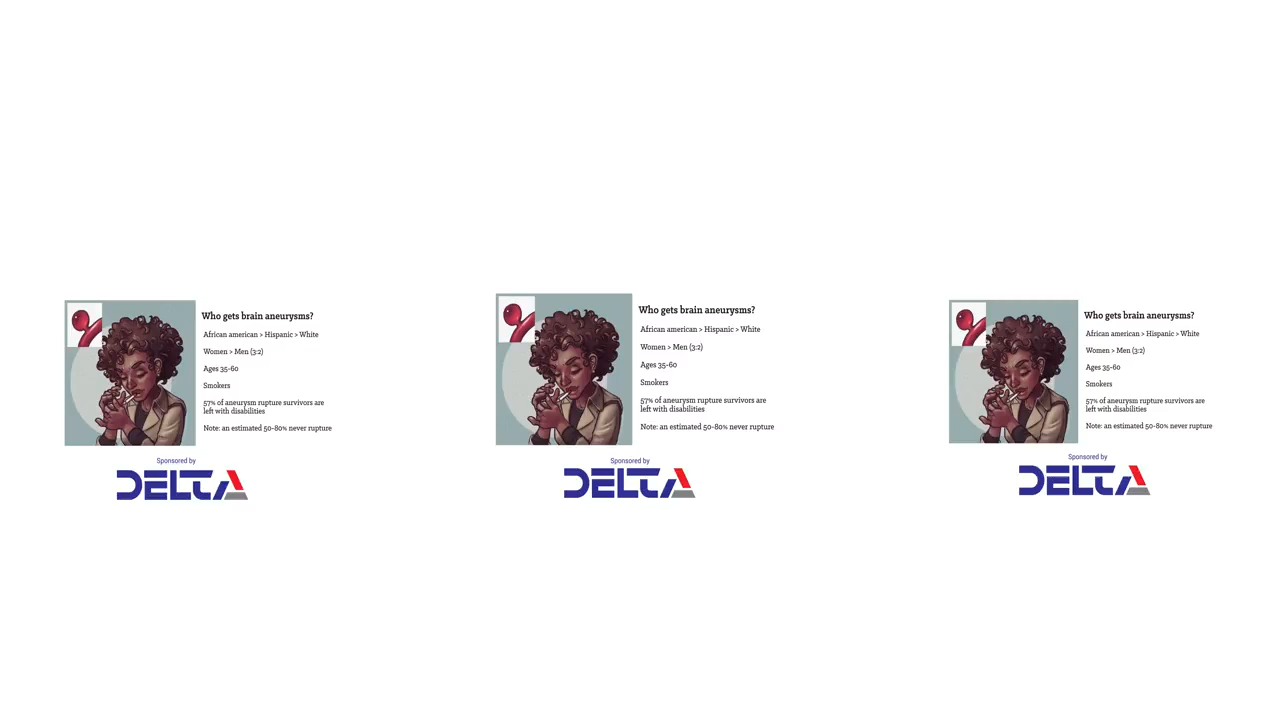 Who gets brain aneurysms?
African american > Hispanic > White
Women > Men (3:2)
Ages 35-60
Smokers
57% of aneurysm rupture survivors are
left with disabilities
Note: an estimated 50-80% never rupture
Sponsored by
DELTA
Who gets brain aneurysms?
African american > Hispanic > White
Women > Men (3:2)
Ages 35-60
Smokers
57% of aneurysm rupture survivors are
left with disabilities
Note: an estimated 50-80% never rupture
Sponsored by
DELTA
Who gets brain aneurysms?
African american > Hispanic > White
Women > Men (3:2)
Ages 35-60
Smokers
57% of aneurysm rupture survivors are
left with disabilities
Note: an estimated 50-80% never rupture
Sponsored by
DELTA